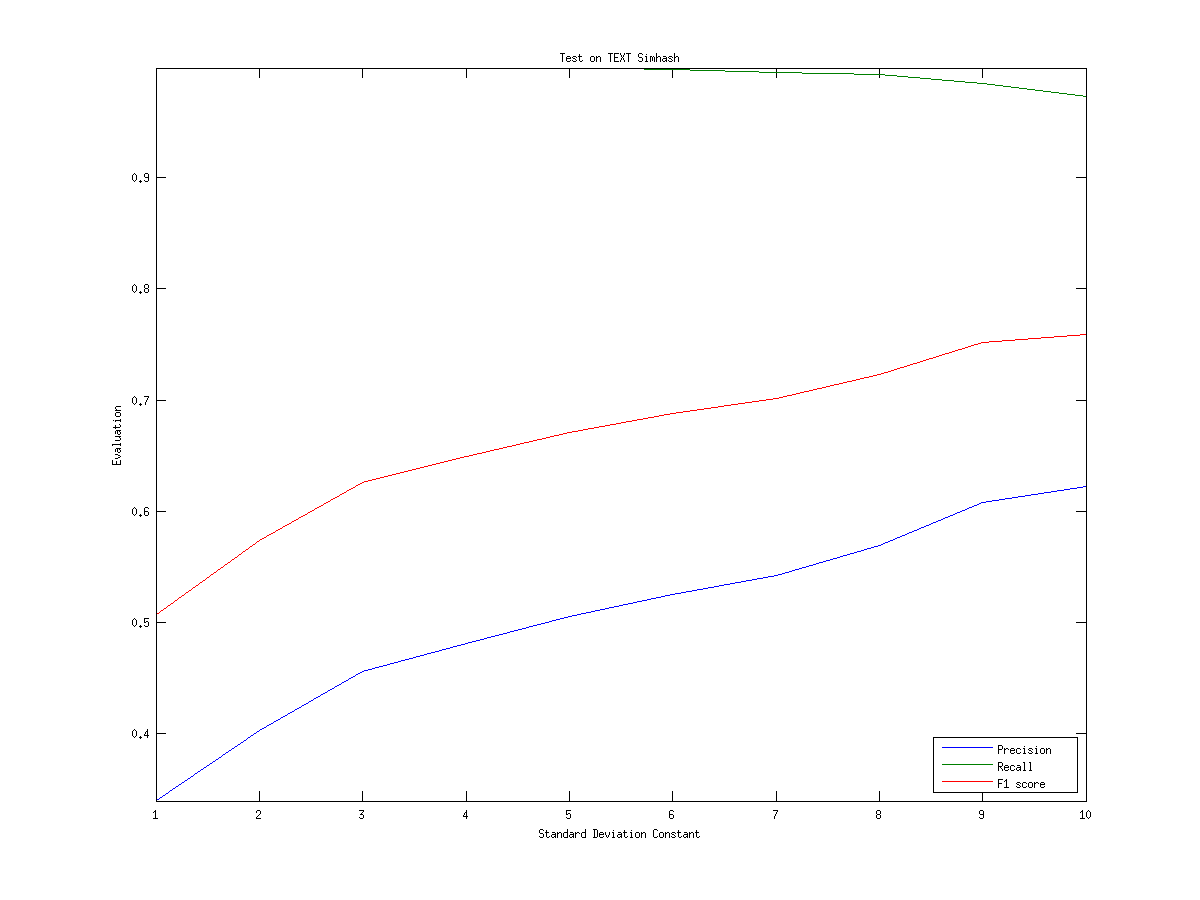 Test on TEXT Simhash
0.9
0.8
0.7
0.6
0.5
0.4
Evaluation
1 2 3 4 5 6 7 8 9 10
Standard Deviation Constant
Precision
Recall
F1 score